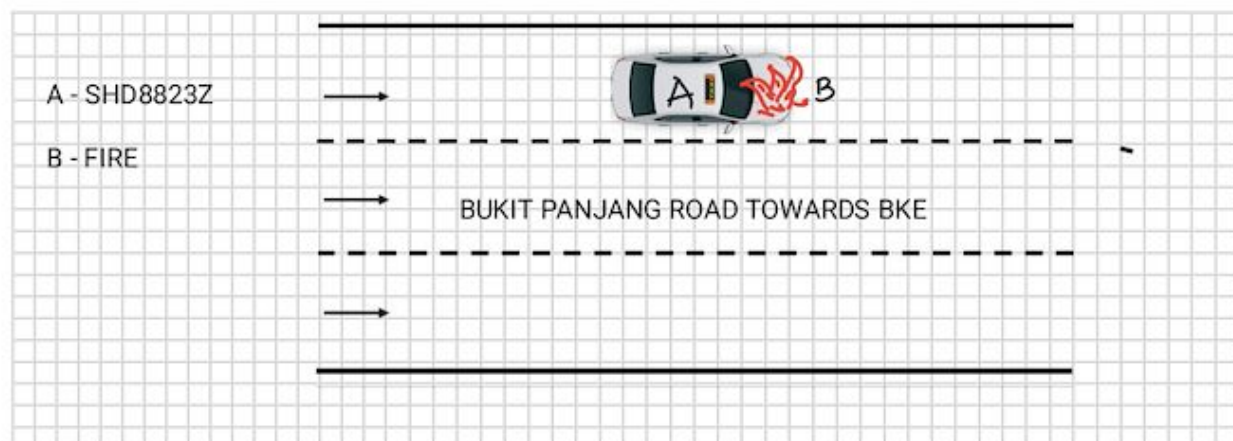 A - SHD8823Z
B - FIRE
A
B
BUKIT PANJANG ROAD TOWARDS BKE